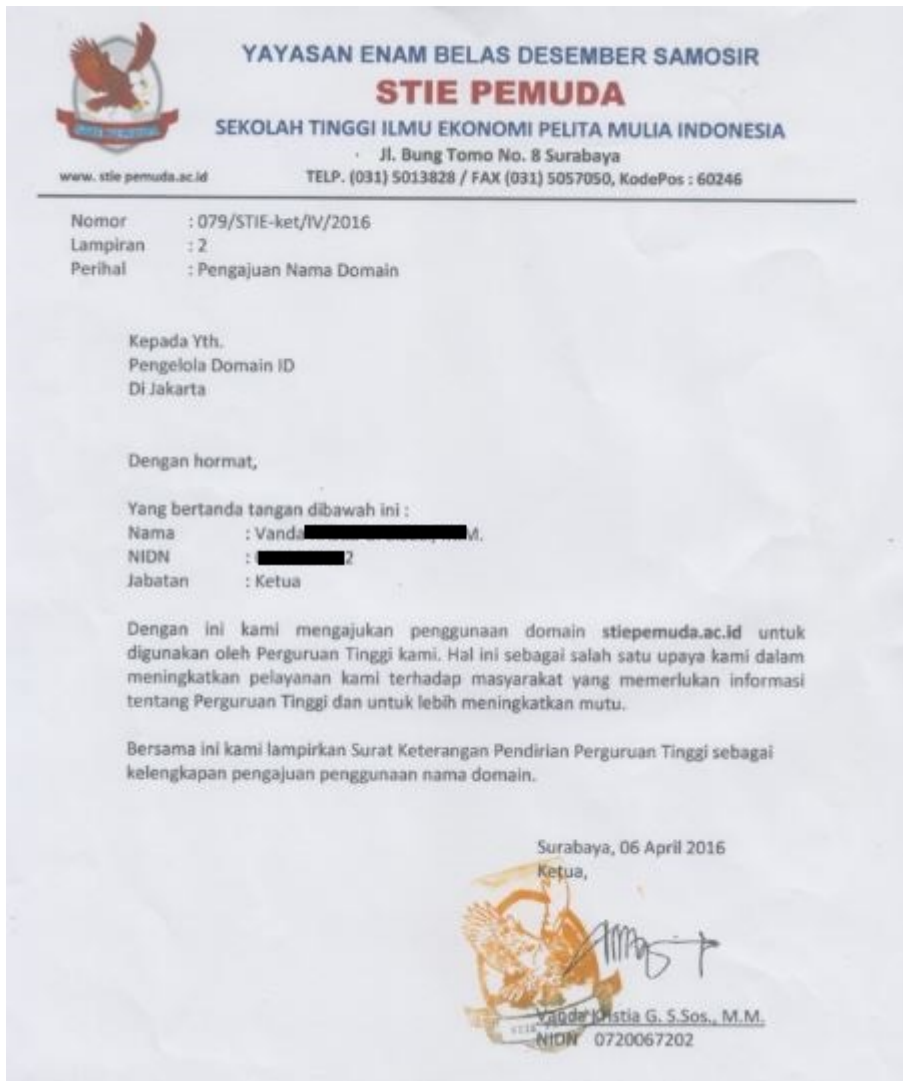 YAYASAN ENAM BELAS DESEMBER SAMOSIR
STIE PEMUDA
SEKOLAH TINGGI ILMU EKONOMI PELITA MULIA INDONESIA
Jl. Bung Tomo No. 8 Surabaya
www. stie pemuda.ac.id TELP. (031) 5013828 / FAX (031) 5057050, KodePos : 60246
STIE PEMUDA
Nomor : 079/STIE-ket/IV/2016
Lampiran : 2
Perihal : Pengajuan Nama Domain
Kepada Yth.
Pengelola Domain ID
Di Jakarta
Dengan hormat,
Yang bertanda tangan dibawah ini :
Nama : Vanda M.
NIDN : 2
Jabatan : Ketua
Dengan ini kami mengajukan penggunaan domain stiepemuda.ac.id untuk
digunakan oleh Perguruan Tinggi kami. Hal ini sebagai salah satu upaya kami dalam
meningkatkan pelayanan kami terhadap masyarakat yang memerlukan informasi
tentang Perguruan Tinggi dan untuk lebih meningkatkan mutu.
Bersama ini kami lampirkan Surat Keterangan Pendirian Perguruan Tinggi sebagai
kelengkapan pengajuan penggunaan nama domain.
Surabaya, 06 April 2016
Ketua,
Vanda Kristia G. S.Sos., M.M.
NIDN 0720067202